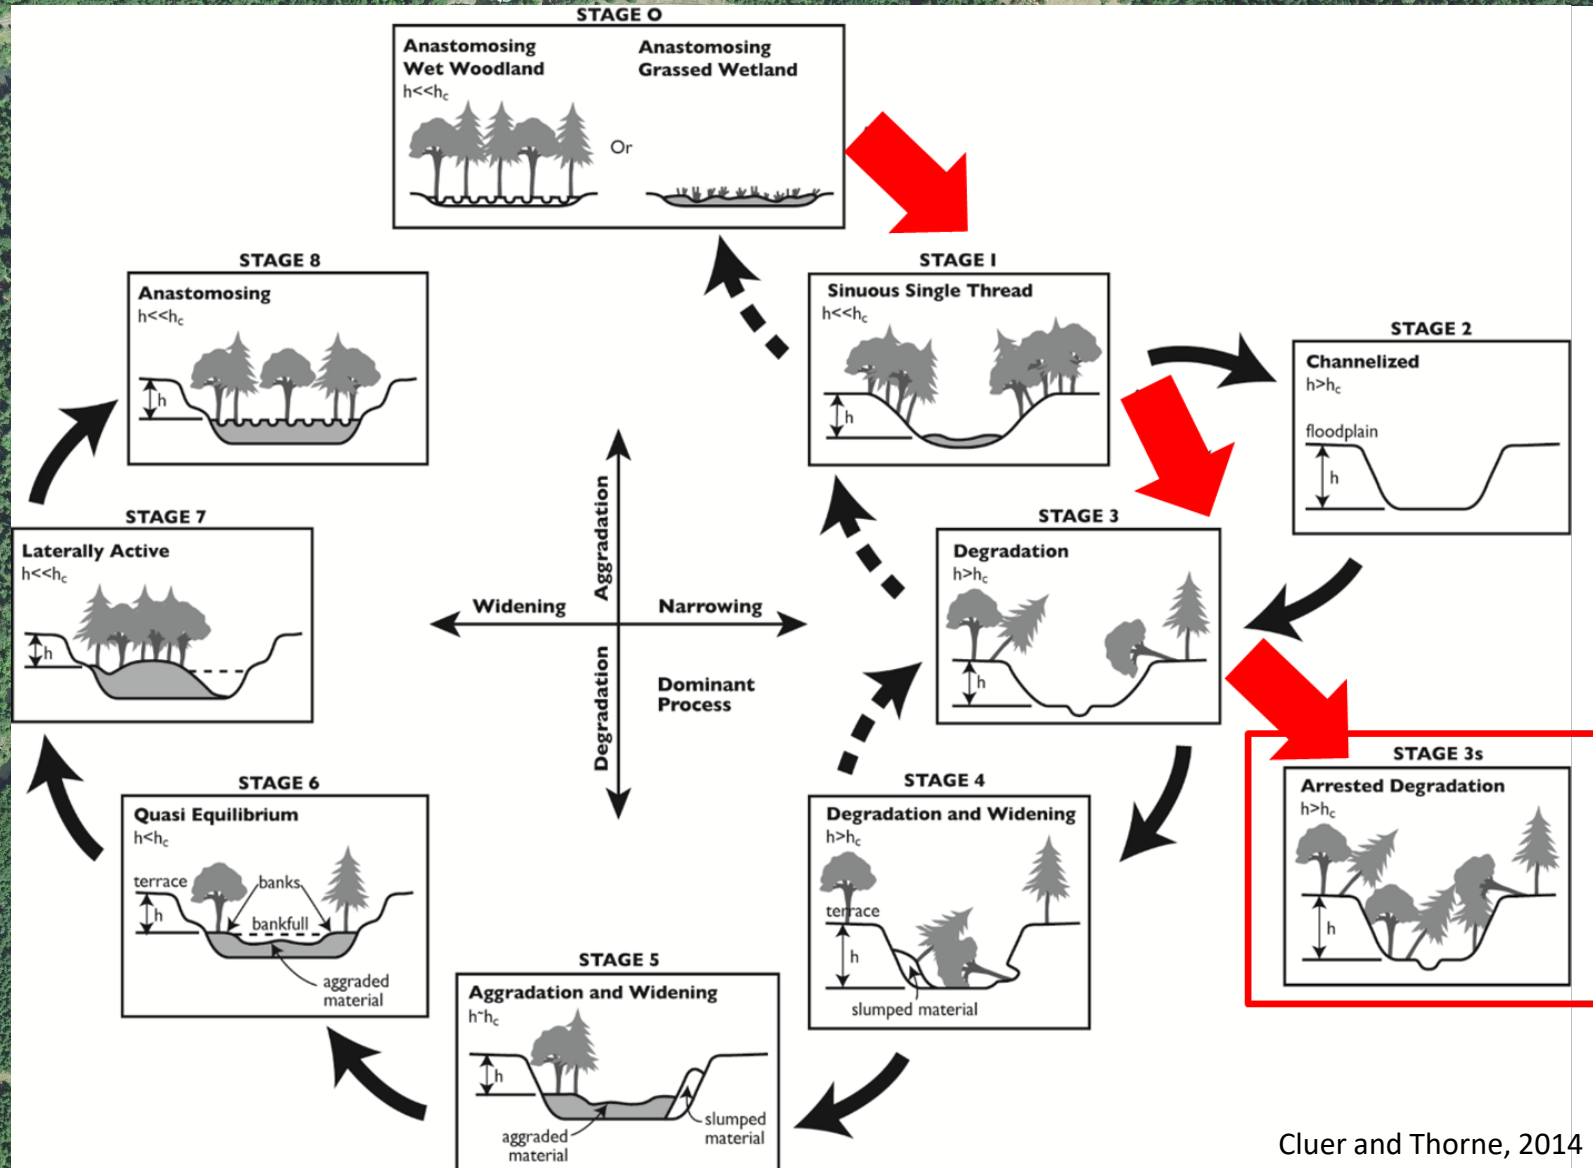 STAGE O
Anastomosing
Wet Woodland
h<<hc
Or
Anastomosing
Grassed Wetland
STAGE 8
Anastomosing
h<<hc
h
STAGE I
Sinuous Single Thread
h<<hc
h
STAGE 2
Channelized
h>hc
floodplain
h
STAGE 7
Laterally Active
h<<hc
h
Aggradation
Widening
Narrowing
Degradation
Dominant
Process
STAGE 3
Degradation
h>hc
h
STAGE 3s
Arrested Degradation
h>hc
h
STAGE 6
Quasi Equilibrium
h<hc
terrace
banks
h
bankfull
aggraded
material
STAGE 4
Degradation and Widening
h>hc
terrace
h
slumped material
STAGE 5
Aggradation and Widening
h~hc
h
aggraded
material
slumped
material
Cluer and Thorne, 2014